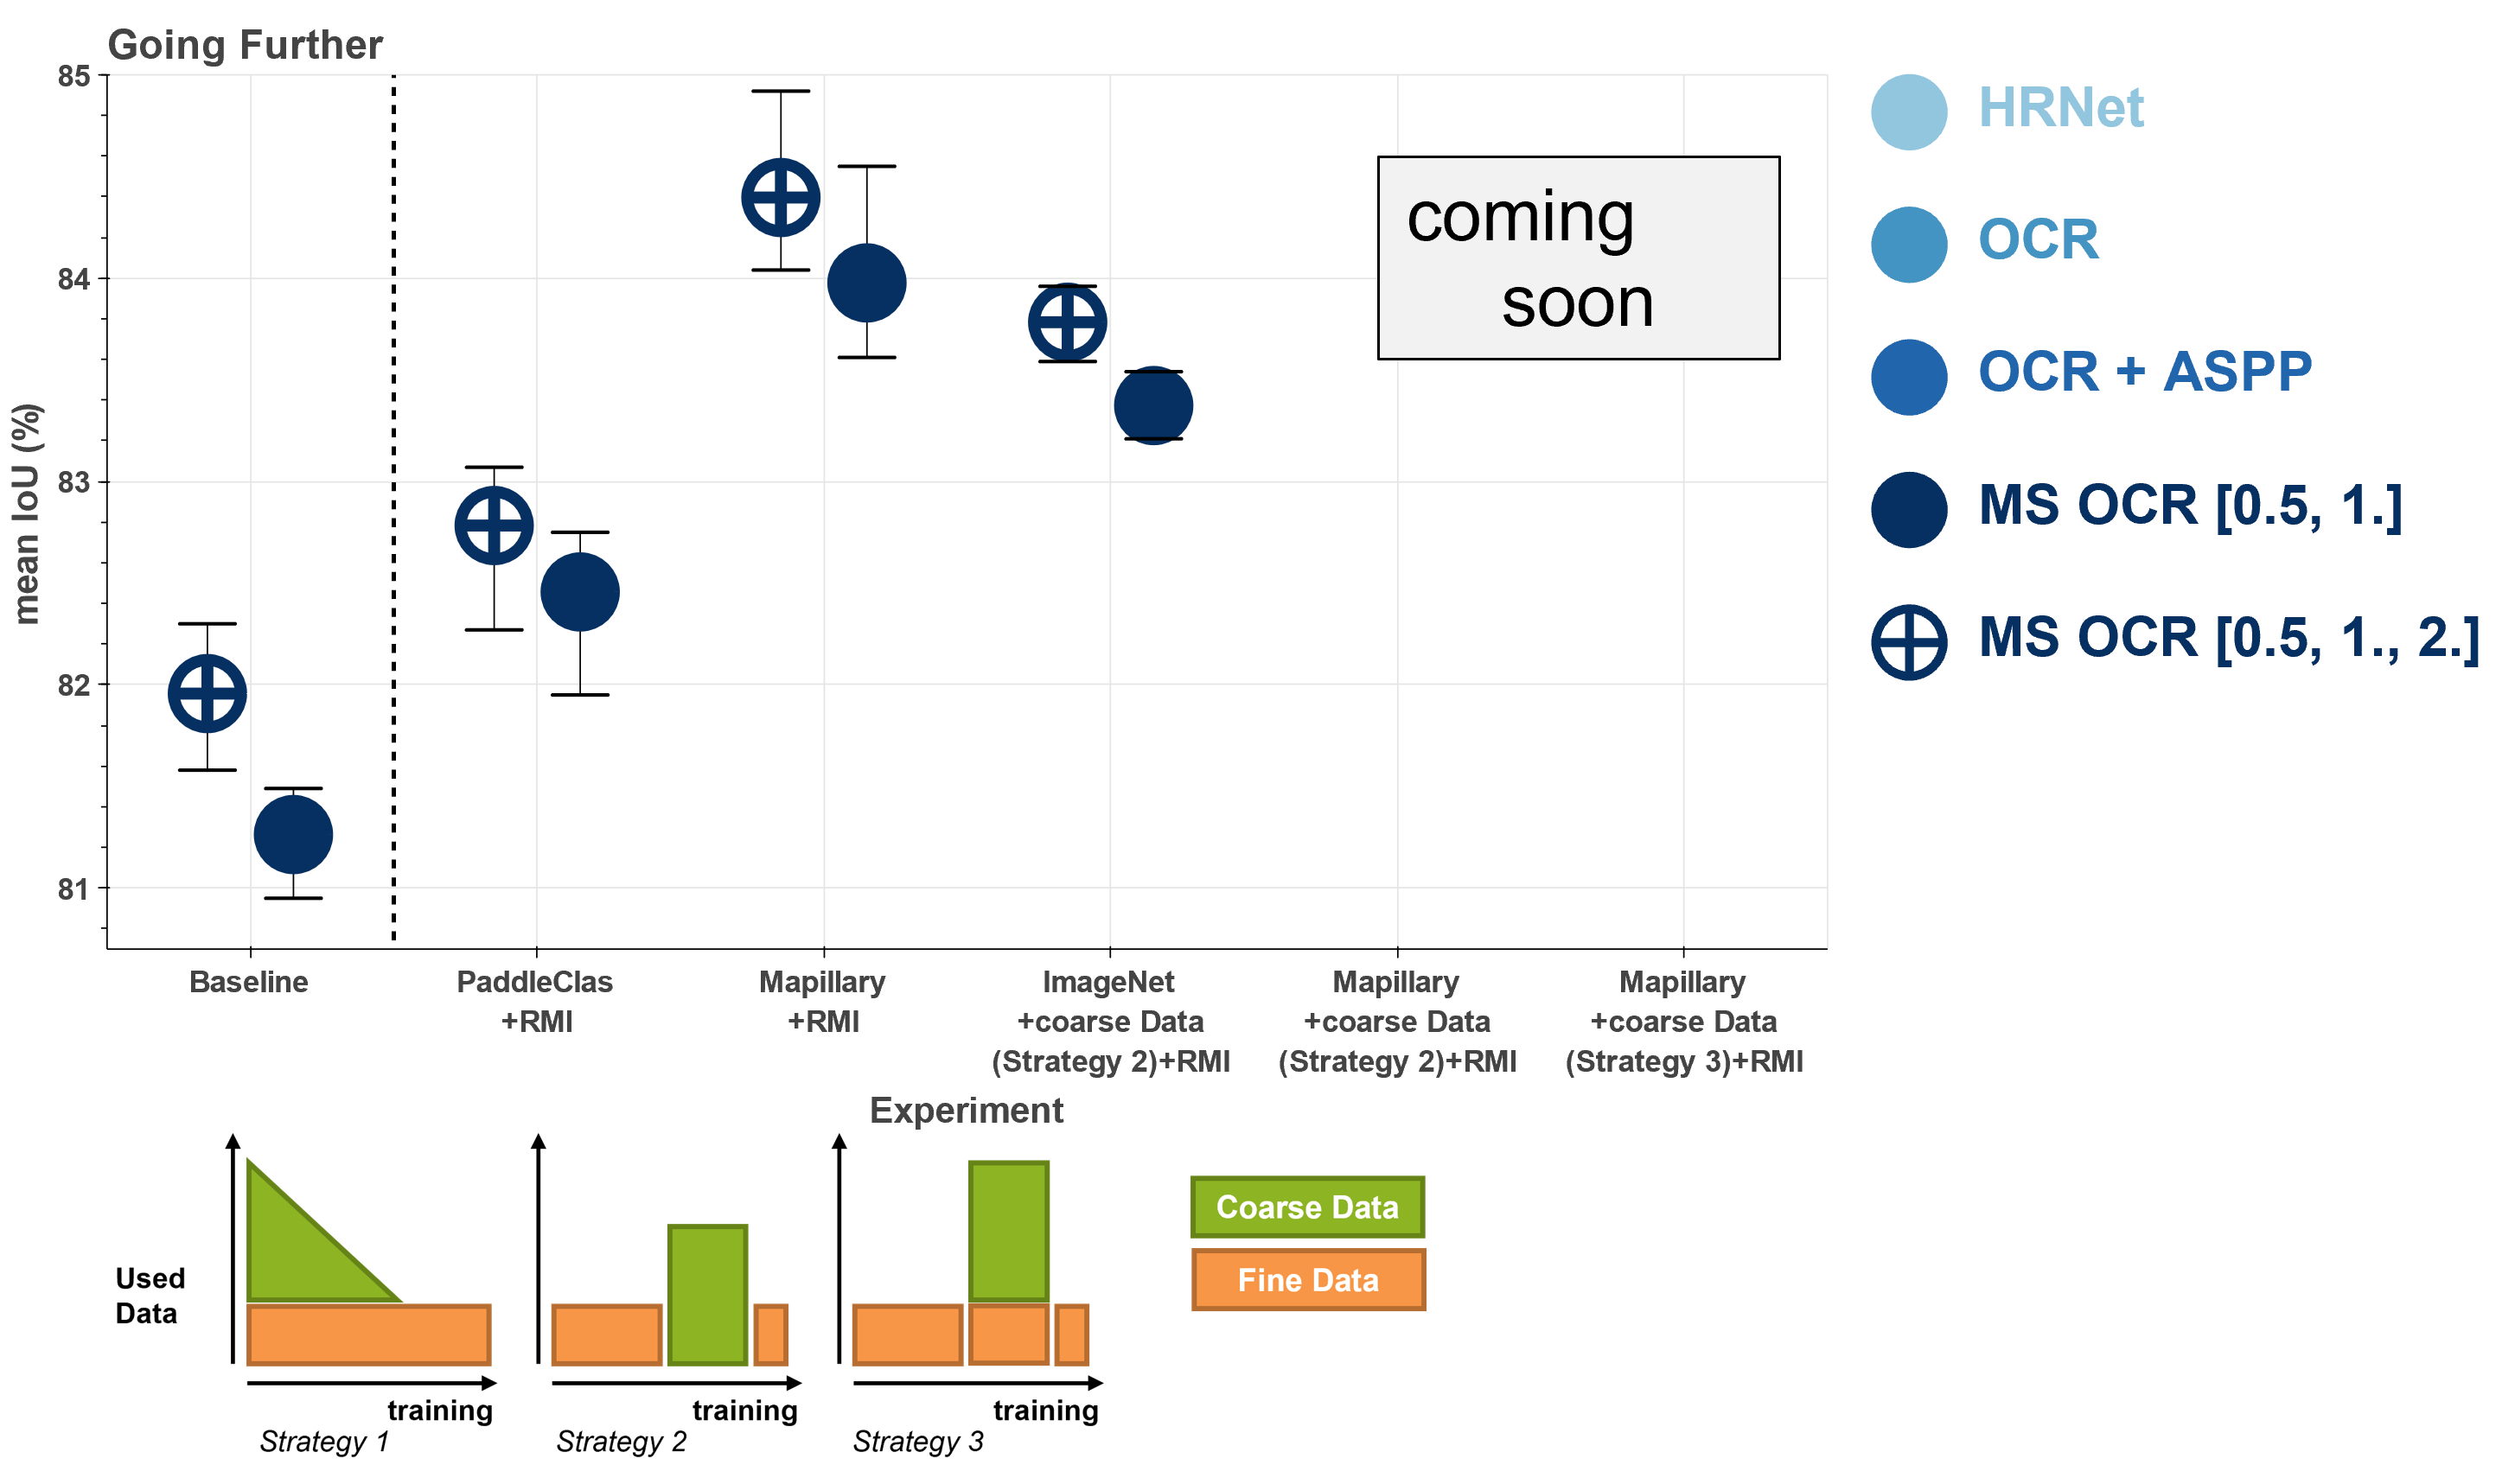 Going Further
85
84
83
82
81
mean IoU (%)
coming
soon
HRNet
OCR
OCR + ASPP
MS OCR [0.5, 1.]
MS OCR [0.5, 1., 2.]
Baseline
PaddleClas
+RMI
Mapillary
+RMI
ImageNet
+coarse Data
(Strategy 2)+RMI
Mapillary
+coarse Data
(Strategy 2)+RMI
Mapillary
+coarse Data
(Strategy 3)+RMI
Experiment
Used
Data
training
Strategy 1
training
Strategy 2
training
Strategy 3
Coarse Data
Fine Data